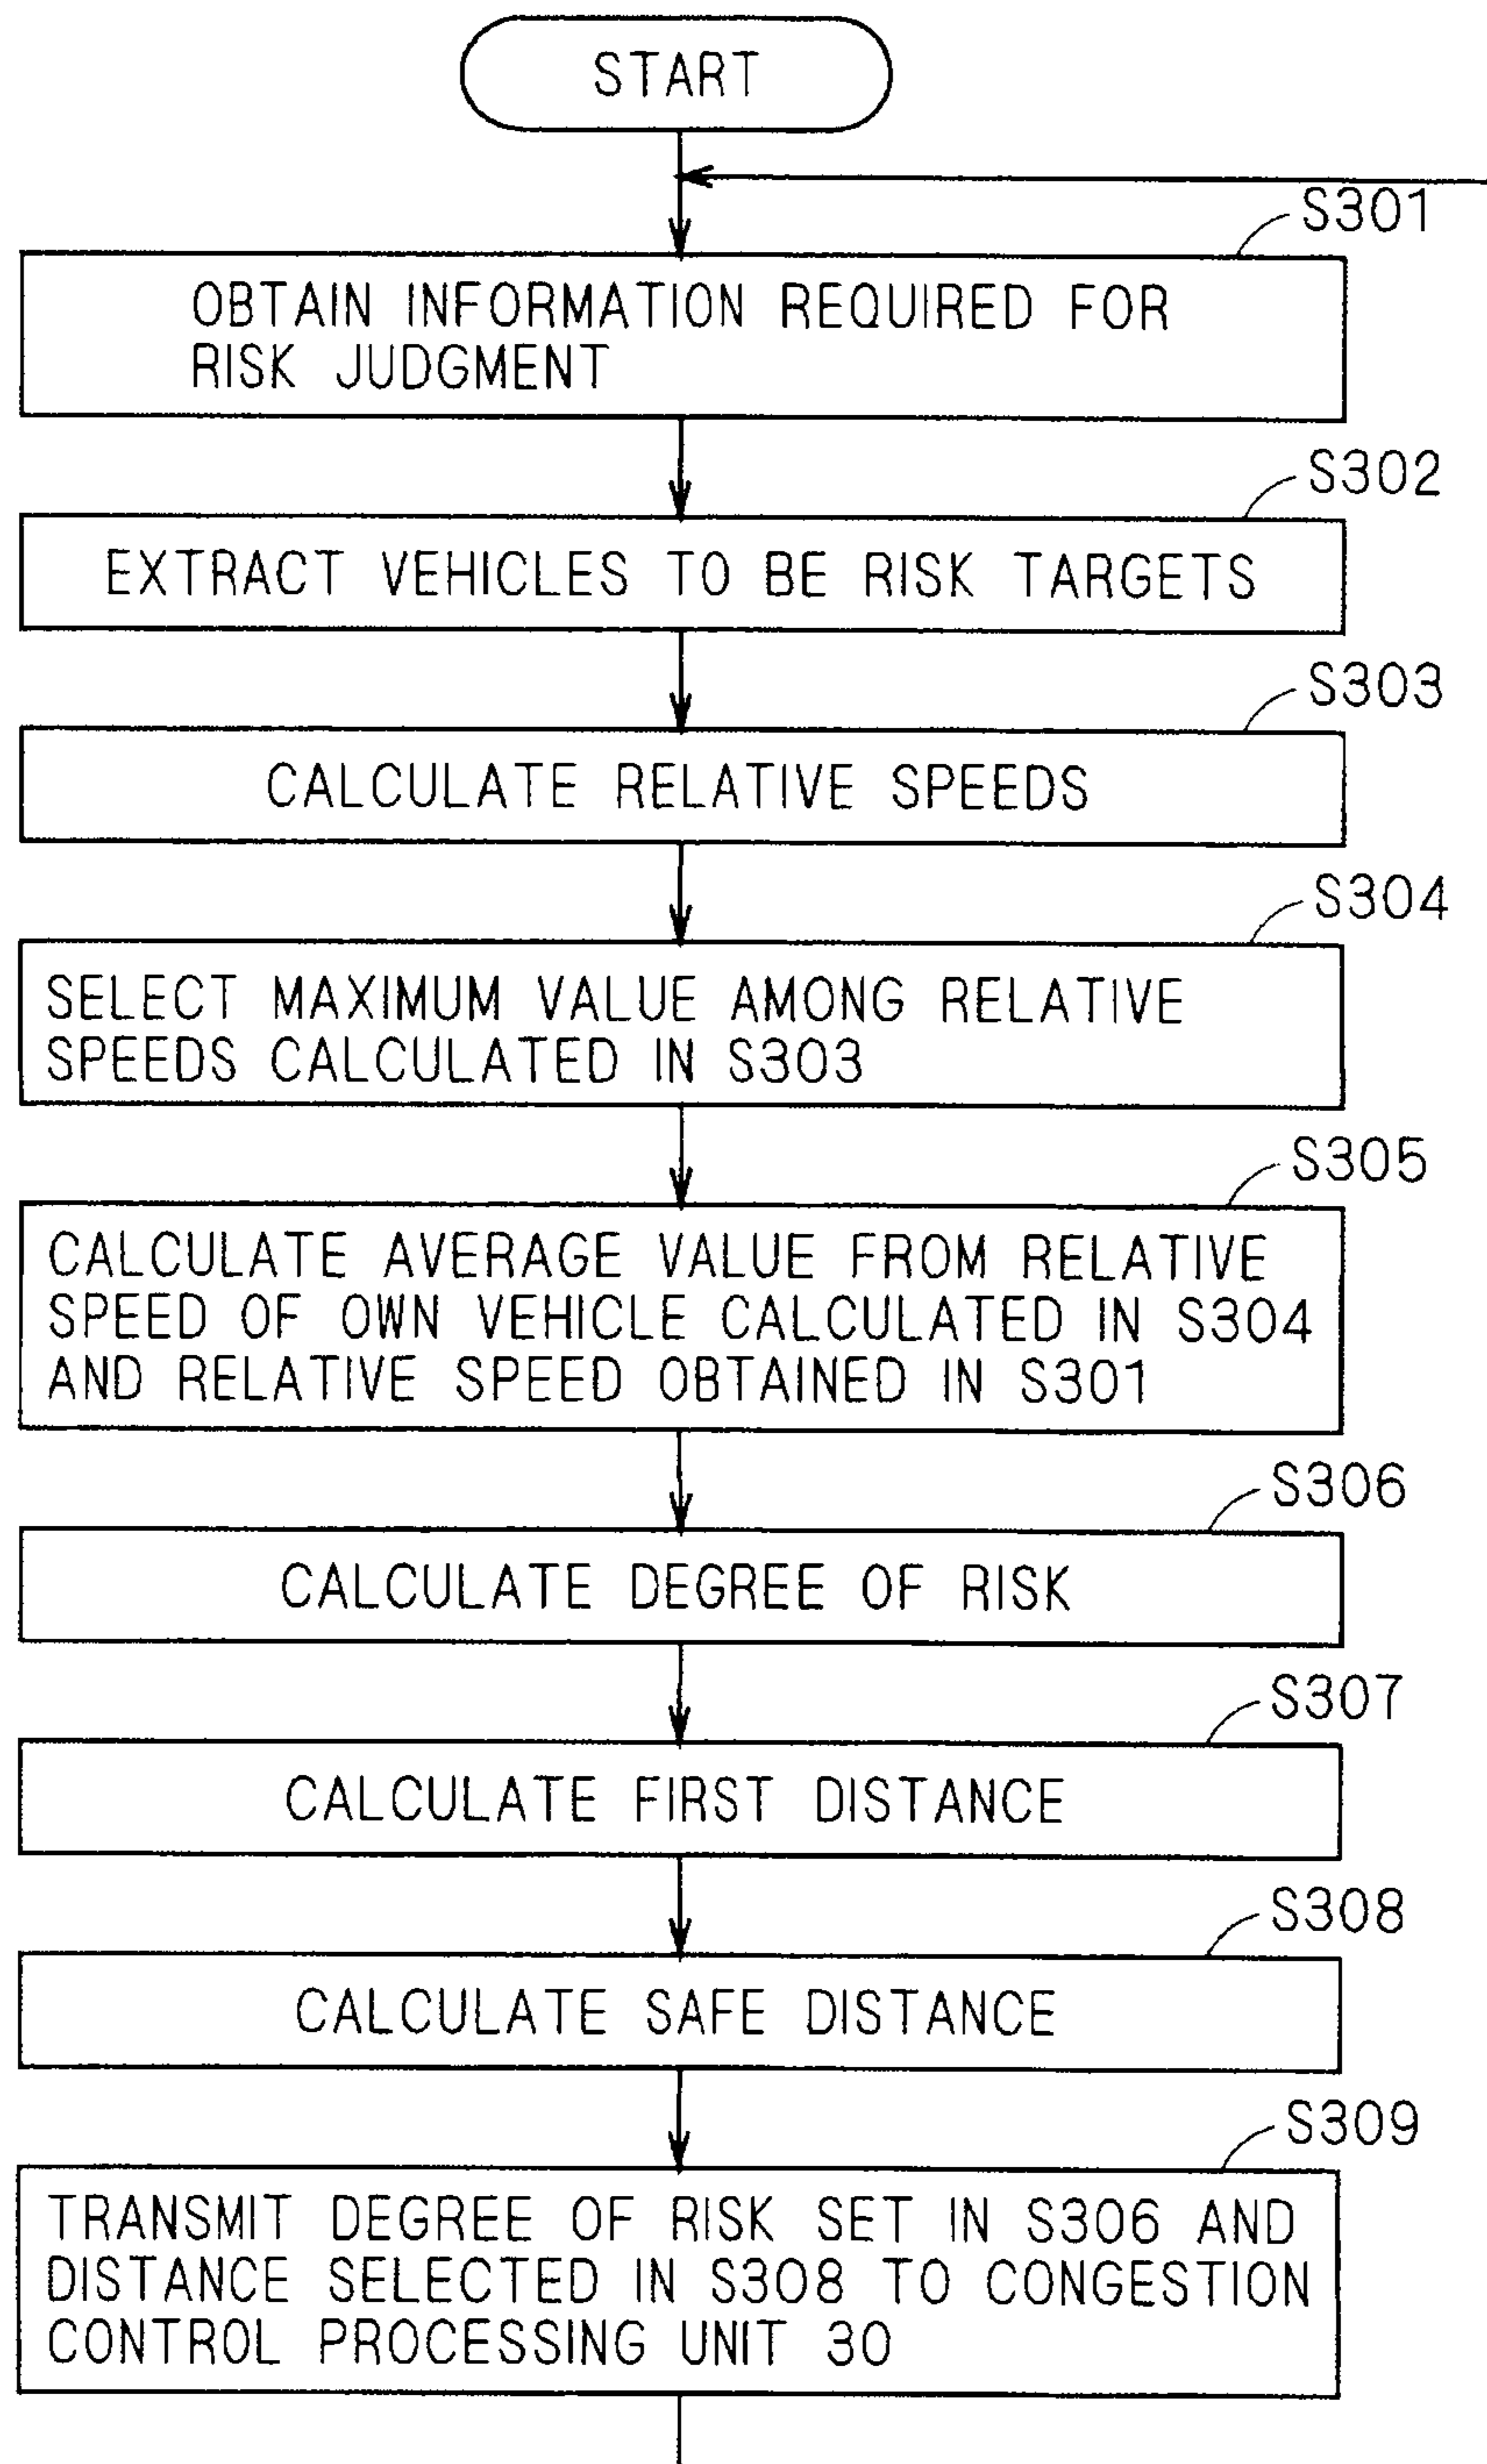 START
S301
OBTAIN INFORMATION REQUIRED FOR
RISK JUDGMENT
S302
EXTRACT VEHICLES TO BE RISK TARGETS
S303
CALCULATE RELATIVE SPEEDS
S304
SELECT MAXIMUM VALUE AMONG RELATIVE
SPEEDS CALCULATED IN S303
S305
CALCULATE AVERAGE VALUE FROM RELATIVE
SPEED OF OWN VEHICLE CALCULATED IN S304
AND RELATIVE SPEED OBTAINED IN S301
S306
CALCULATE DEGREE OF RISK
S307
CALCULATE FIRST DISTANCE
S308
CALCULATE SAFE DISTANCE
S309
TRANSMIT DEGREE OF RISK SET IN S306 AND
DISTANCE SELECTED IN S308 TO CONGESTION
CONTROL PROCESSING UNIT 30